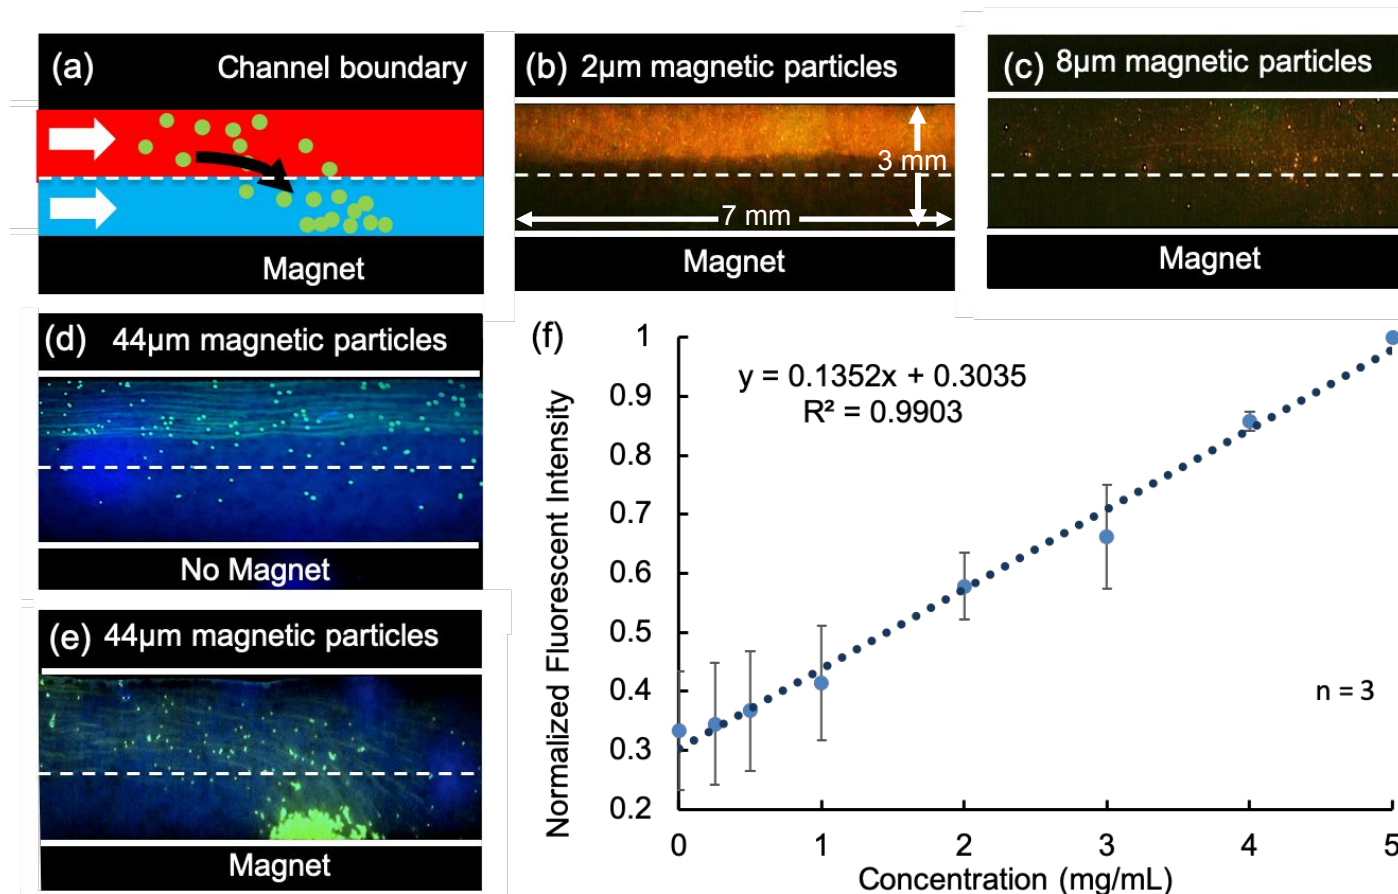 (a) Channel boundary
Magnet
(b) 2µm magnetic particles
3 mm
7 mm
Magnet
(c) 8µm magnetic particles
Magnet
(d) 44µm magnetic particles
No Magnet
(e) 44µm magnetic particles
Magnet
(f)
y = 0.1352x + 0.3035
R² = 0.9903
n = 3
Normalized Fluorescent Intensity
1
0.9
0.8
0.7
0.6
0.5
0.4
0.3
0.2
0 1 2 3 4 5
Concentration (mg/mL)